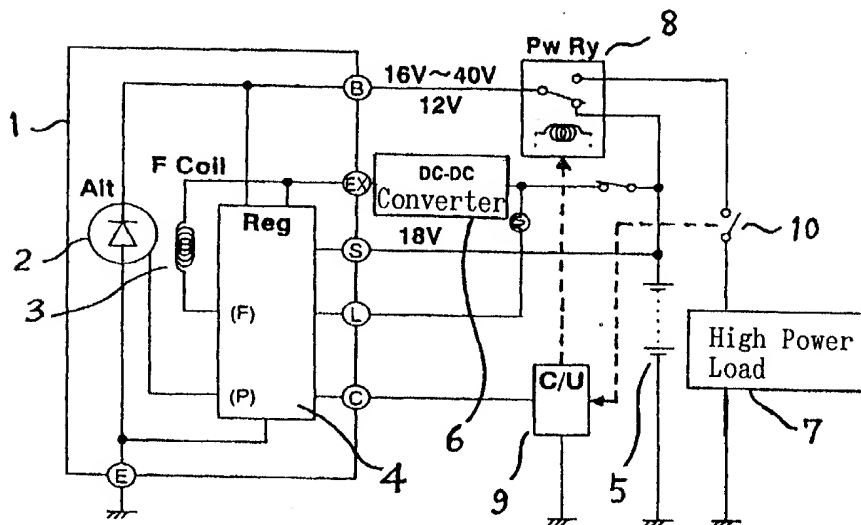 8
Pw Ry
16V～40V
12V
B
1
F Coil
Alt
EX
DC-DC
Converter
Reg
S
18V
10
2
3
(F)
L
High Power
Load
C/U
(P)
C
4
6
9
5
7
E